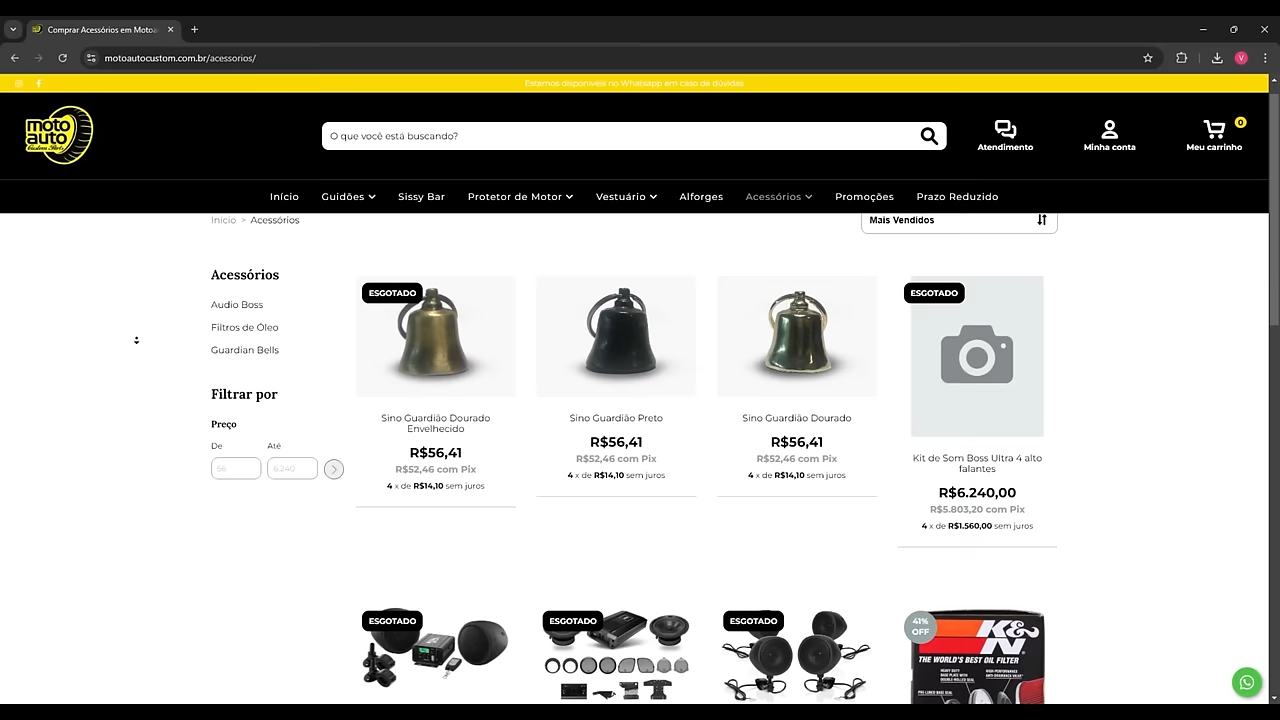 Comprar Acessórios em Motoa
motoautocustom.com.br/acessorios/
V
Estamos disponíveis no Whatsapp em caso de dúvidas
moto
auto
Custom Parts
O que você está buscando?
Atendimento
Minha conta
0
Meu carrinho
Início
Guidões
Sissy Bar
Protetor de Motor
Vestuário
Alforges
Acessórios
Promoções
Prazo Reduzido
Início > Acessórios
Mais Vendidos
Acessórios
Audio Boss
Filtros de Óleo
Guardian Bells
Filtrar por
Preço
De
Até
56
6.240
ESGOTADO
Sino Guardião Dourado
Envelhecido
R$56,41
R$52,46 com Pix
4 x de R$14,10 sem juros
Sino Guardião Preto
R$56,41
R$52,46 com Pix
4 x de R$14,10 sem juros
Sino Guardião Dourado
R$56,41
R$52,46 com Pix
4 x de R$14,10 sem juros
ESGOTADO
Kit de Som Boss Ultra 4 alto
falantes
R$6.240,00
R$5.803,20 com Pix
4 x de R$1.560,00 sem juros
ESGOTADO
ESGOTADO
ESGOTADO
41%
OFF
K&N
THE WORLD'S BEST OIL FILTER